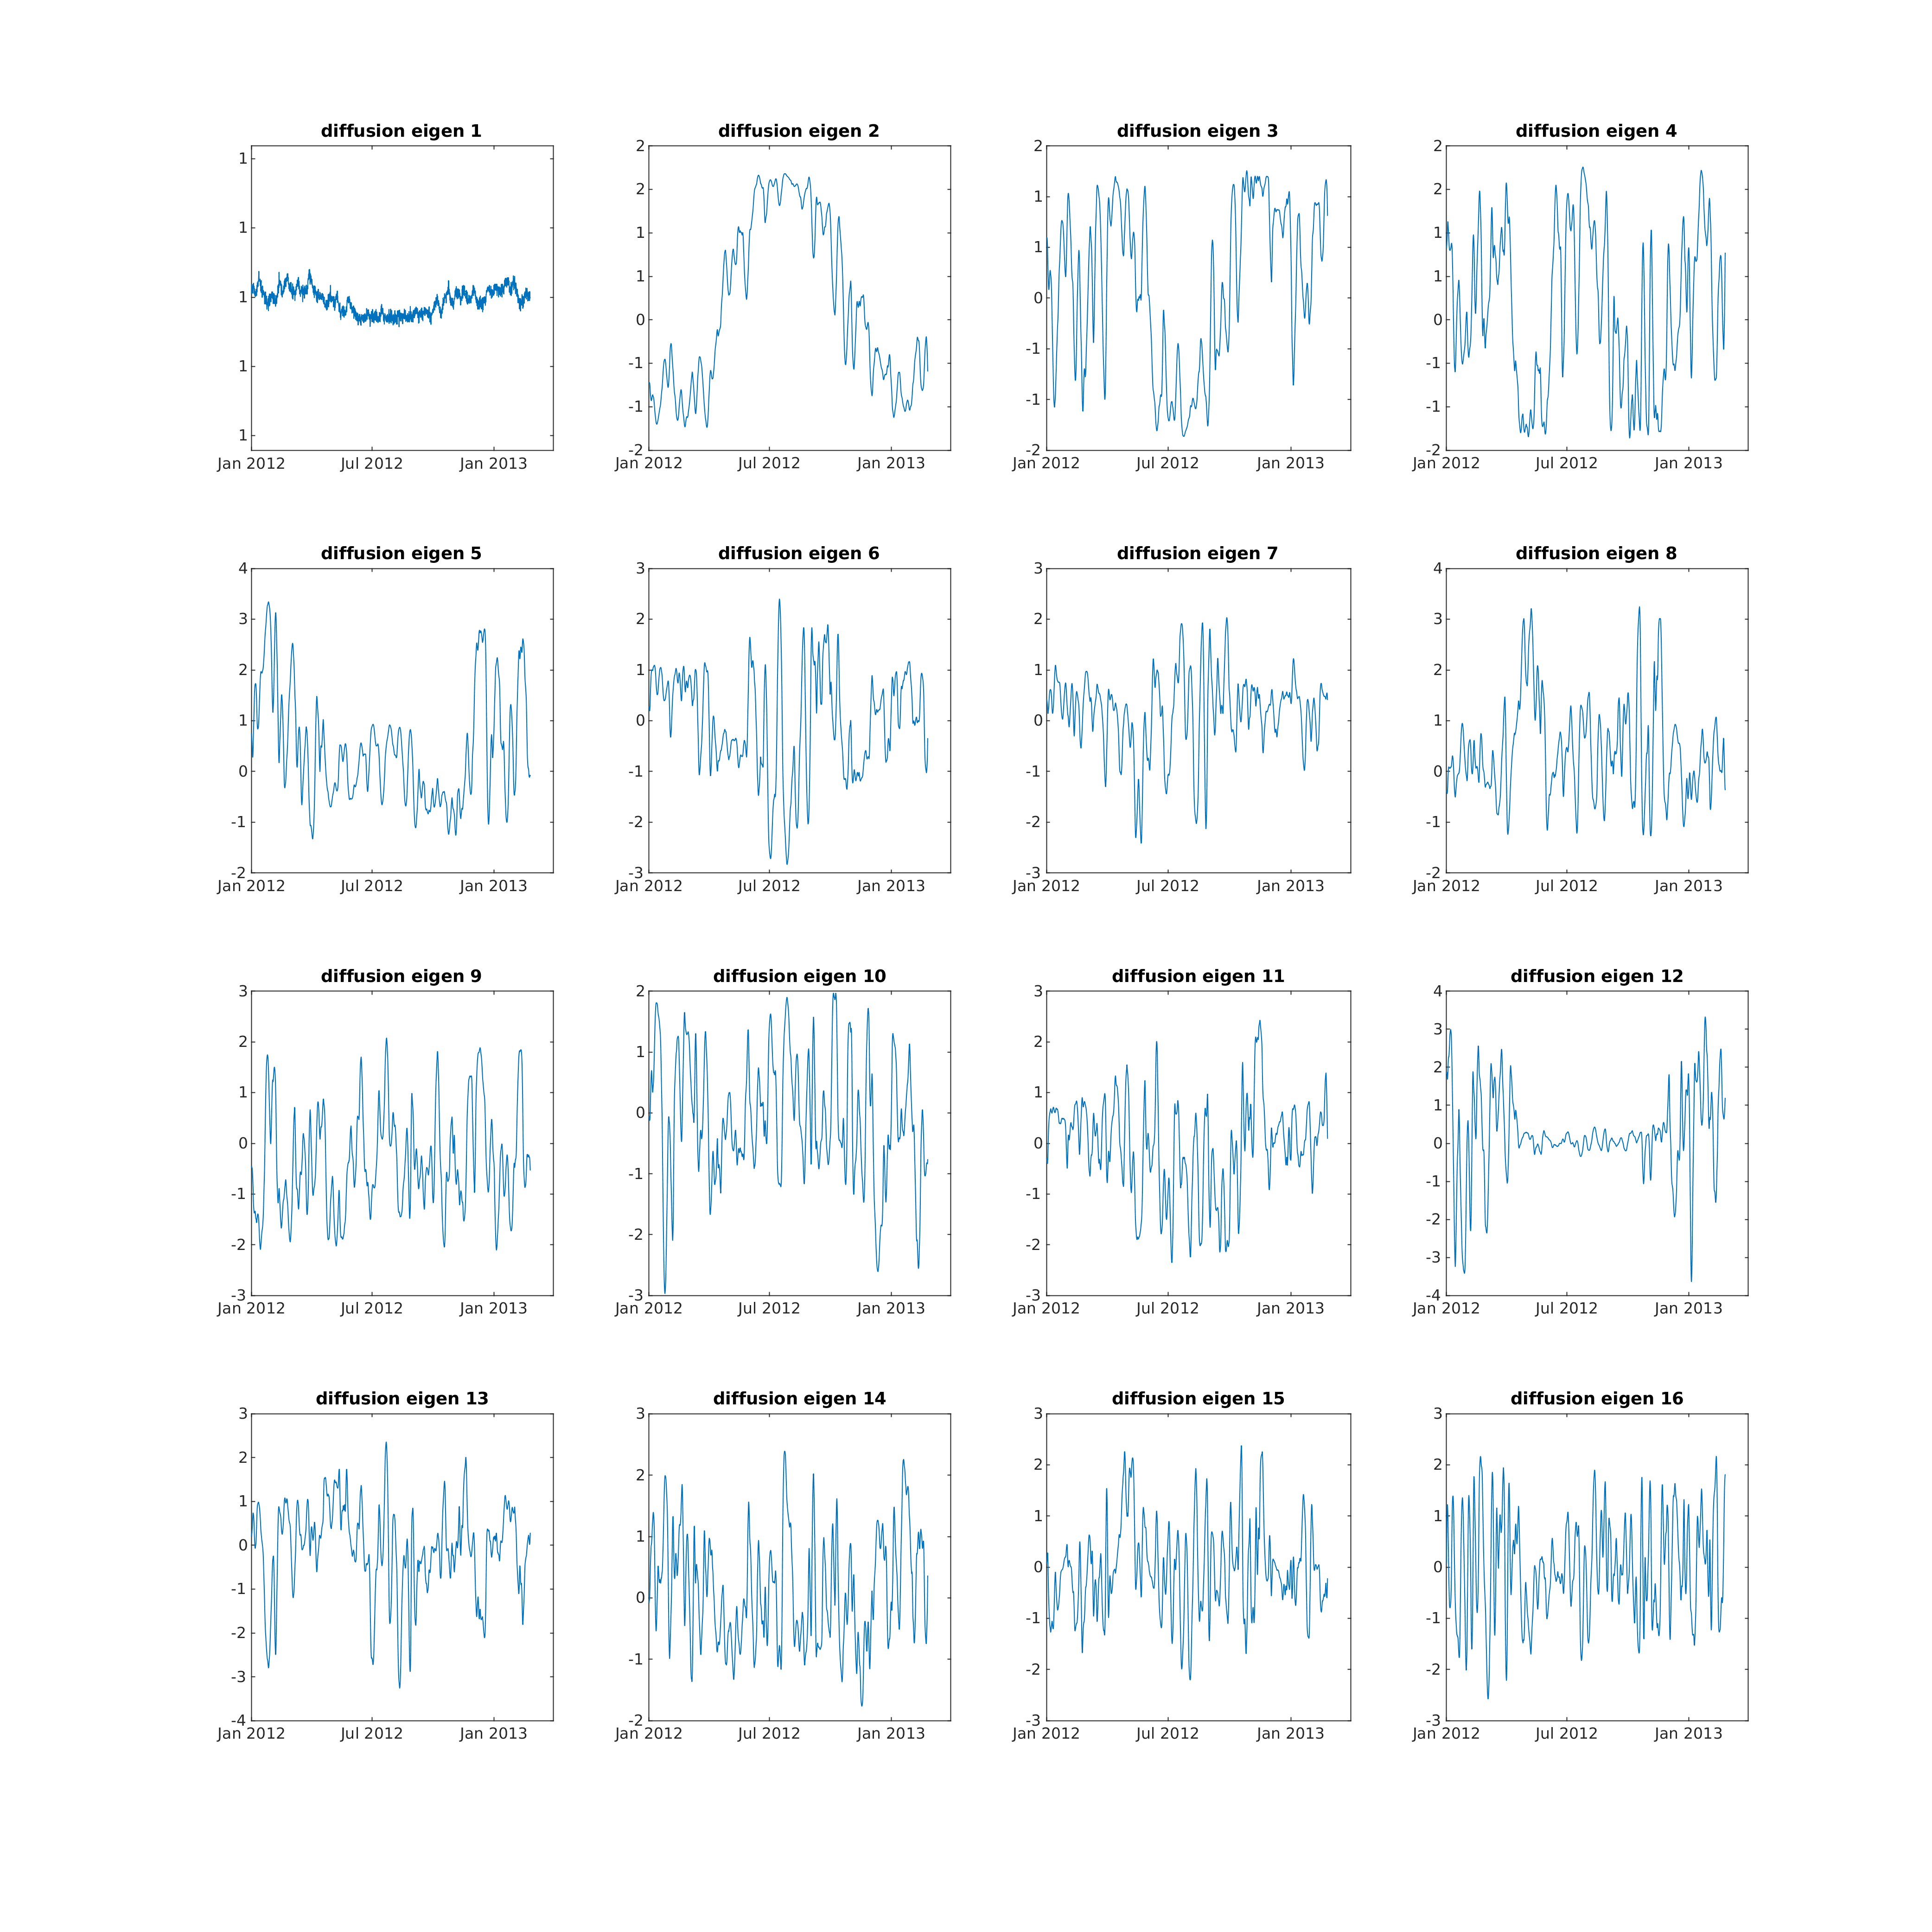 diffusion eigen 1
diffusion eigen 2
diffusion eigen 3
diffusion eigen 4
1
1
1
1
1
Jan 2012
Jul 2012
Jan 2013
2
2
1
1
0
-1
-1
-2
Jan 2012
Jul 2012
Jan 2013
2
1
1
0
-1
-1
-2
Jan 2012
Jul 2012
Jan 2013
2
2
1
1
0
-1
-1
-2
Jan 2012
Jul 2012
Jan 2013
diffusion eigen 5
diffusion eigen 6
diffusion eigen 7
diffusion eigen 8
4
3
2
1
0
-1
-2
Jan 2012
Jul 2012
Jan 2013
3
2
1
0
-1
-2
-3
Jan 2012
Jul 2012
Jan 2013
3
2
1
0
-1
-2
-3
Jan 2012
Jul 2012
Jan 2013
4
3
2
1
0
-1
-2
Jan 2012
Jul 2012
Jan 2013
diffusion eigen 9
diffusion eigen 10
diffusion eigen 11
diffusion eigen 12
3
2
1
0
-1
-2
-3
Jan 2012
Jul 2012
Jan 2013
2
1
0
-1
-2
-3
Jan 2012
Jul 2012
Jan 2013
3
2
1
0
-1
-2
-3
Jan 2012
Jul 2012
Jan 2013
4
3
2
1
0
-1
-2
-3
-4
Jan 2012
Jul 2012
Jan 2013
diffusion eigen 13
diffusion eigen 14
diffusion eigen 15
diffusion eigen 16
3
2
1
0
-1
-2
-3
-4
Jan 2012
Jul 2012
Jan 2013
3
2
1
0
-1
-2
Jan 2012
Jul 2012
Jan 2013
3
2
1
0
-1
-2
-3
Jan 2012
Jul 2012
Jan 2013
3
2
1
0
-1
-2
-3
Jan 2012
Jul 2012
Jan 2013